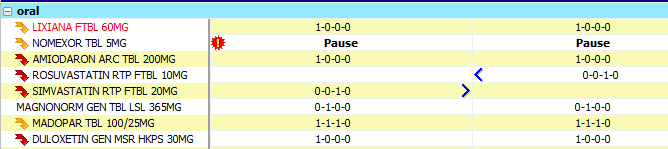 oral
LIXIANA FTBL 60MG 1-0-0-0 1-0-0-0
NOMEXOR TBL 5MG Pause Pause
AMIODARON ARC TBL 200MG 1-0-0-0 1-0-0-0
ROSUVASTATIN RTP FTBL 10MG 0-0-1-0
SIMVASTATIN RTP FTBL 20MG 0-0-1-0
MAGNONORM GEN TBL LSL 365MG 0-1-0-0 0-1-0-0
MADOPAR TBL 100/25MG 1-1-1-0 1-1-1-0
DULOXETIN GEN MSR HKPS 30MG 1-0-0-0 1-0-0-0